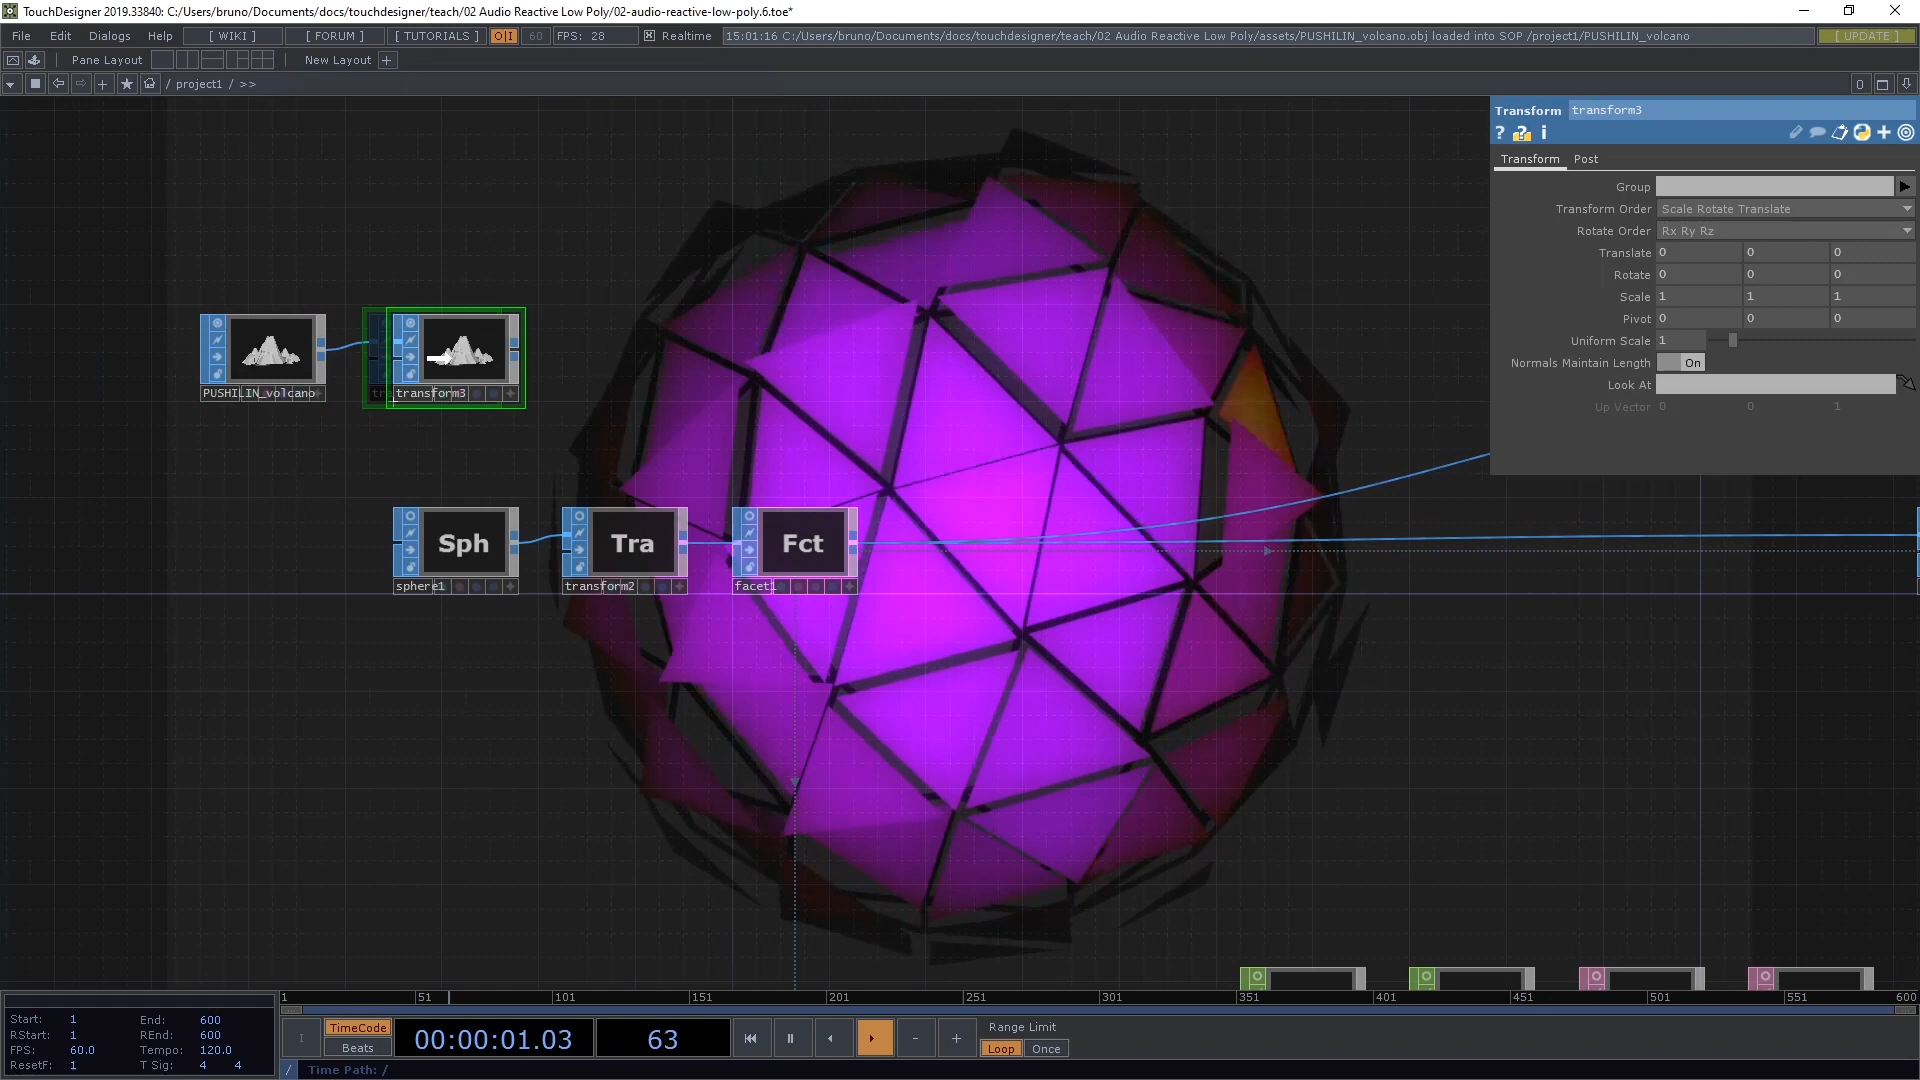 TouchDesigner 2019.33840: C:/Users/bruno/Documents/docs/touchdesigner/teach/02 Audio Reactive Low Poly/02-audio-reactive-low-poly.6.toe*
File Edit Dialogs Help [ WIKI ] [ FORUM ] [ TUTORIALS ] O|I 60 FPS: 28 Realtime 15:01:16 C:/Users/bruno/Documents/docs/touchdesigner/teach/02 Audio Reactive Low Poly/assets/PUSHILIN_volcano.obj loaded into SOP /project1/PUSHILIN_volcano [ UPDATE ]
Pane Layout New Layout +
/ project1 / >> 0
Transform transform3
? ? i
Transform Post
Group
Transform Order Scale Rotate Translate
Rotate Order Rx Ry Rz
Translate 0 0 0
Rotate 0 0 0
Scale 1 1 1
Pivot 0 0 0
Uniform Scale 1
Normals Maintain Length On
Look At
Up Vector 0 0 1
PUSHILIN_volcano
tra transform3
Sph
sphere1
Tra
transform2
Fct
facet1
1 51 101 151 201 251 301 351 401 451 501 551 600
Start: 1 End: 600
RStart: 1 REnd: 600
FPS: 60.0 Tempo: 120.0
ResetF: 1 T Sig: 4 4
I TimeCode
Beats
00:00:01.03 63
- +
Range Limit
Loop Once
/ Time Path: /